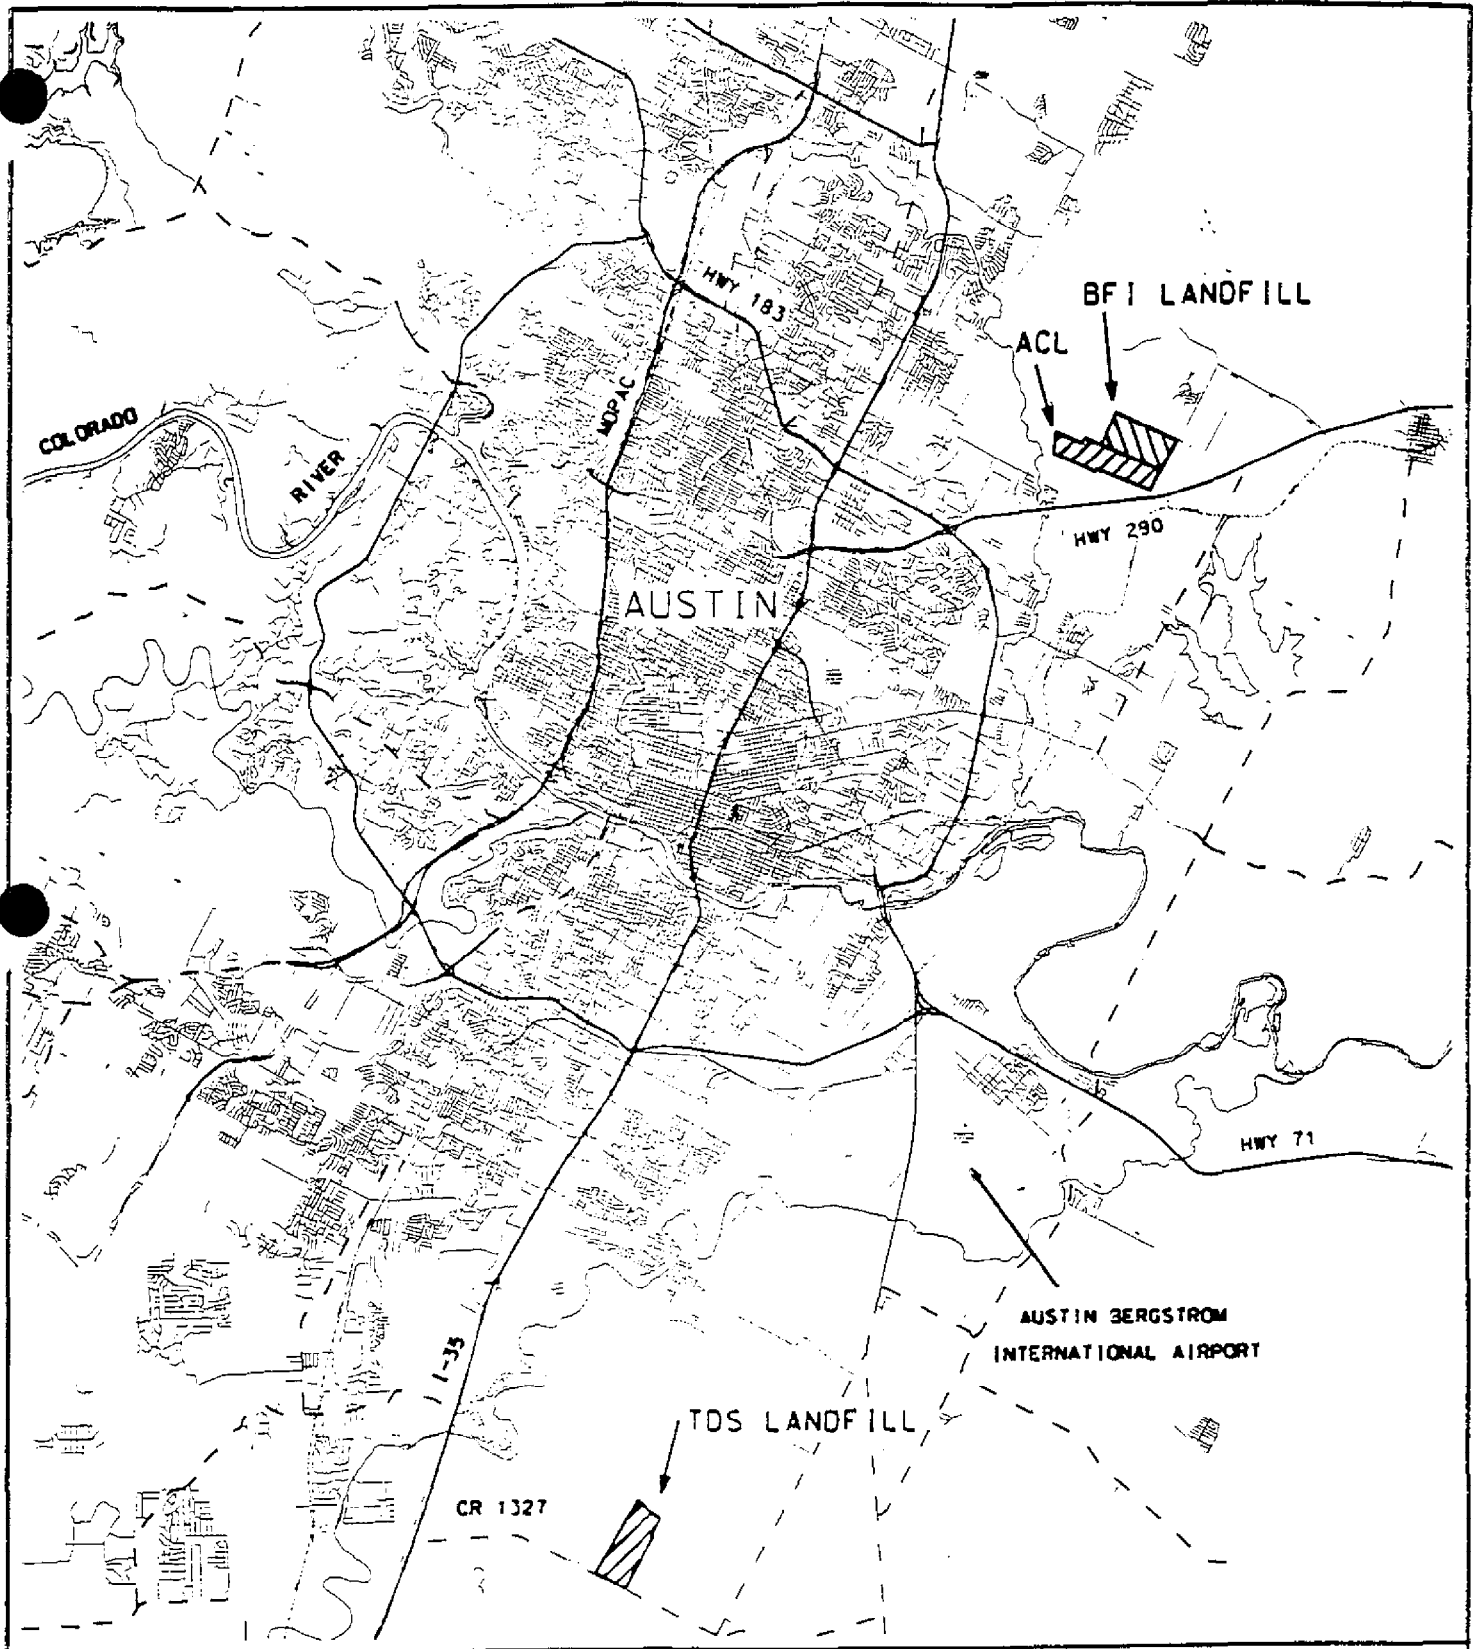 HWY 183
BFI LANDFILL
ACL
MOPAC
COLORADO
RIVER
HWY 290
AUSTIN
HWY 71
AUSTIN BERGSTROM
INTERNATIONAL AIRPORT
I-35
TDS LANDFILL
CR 1327